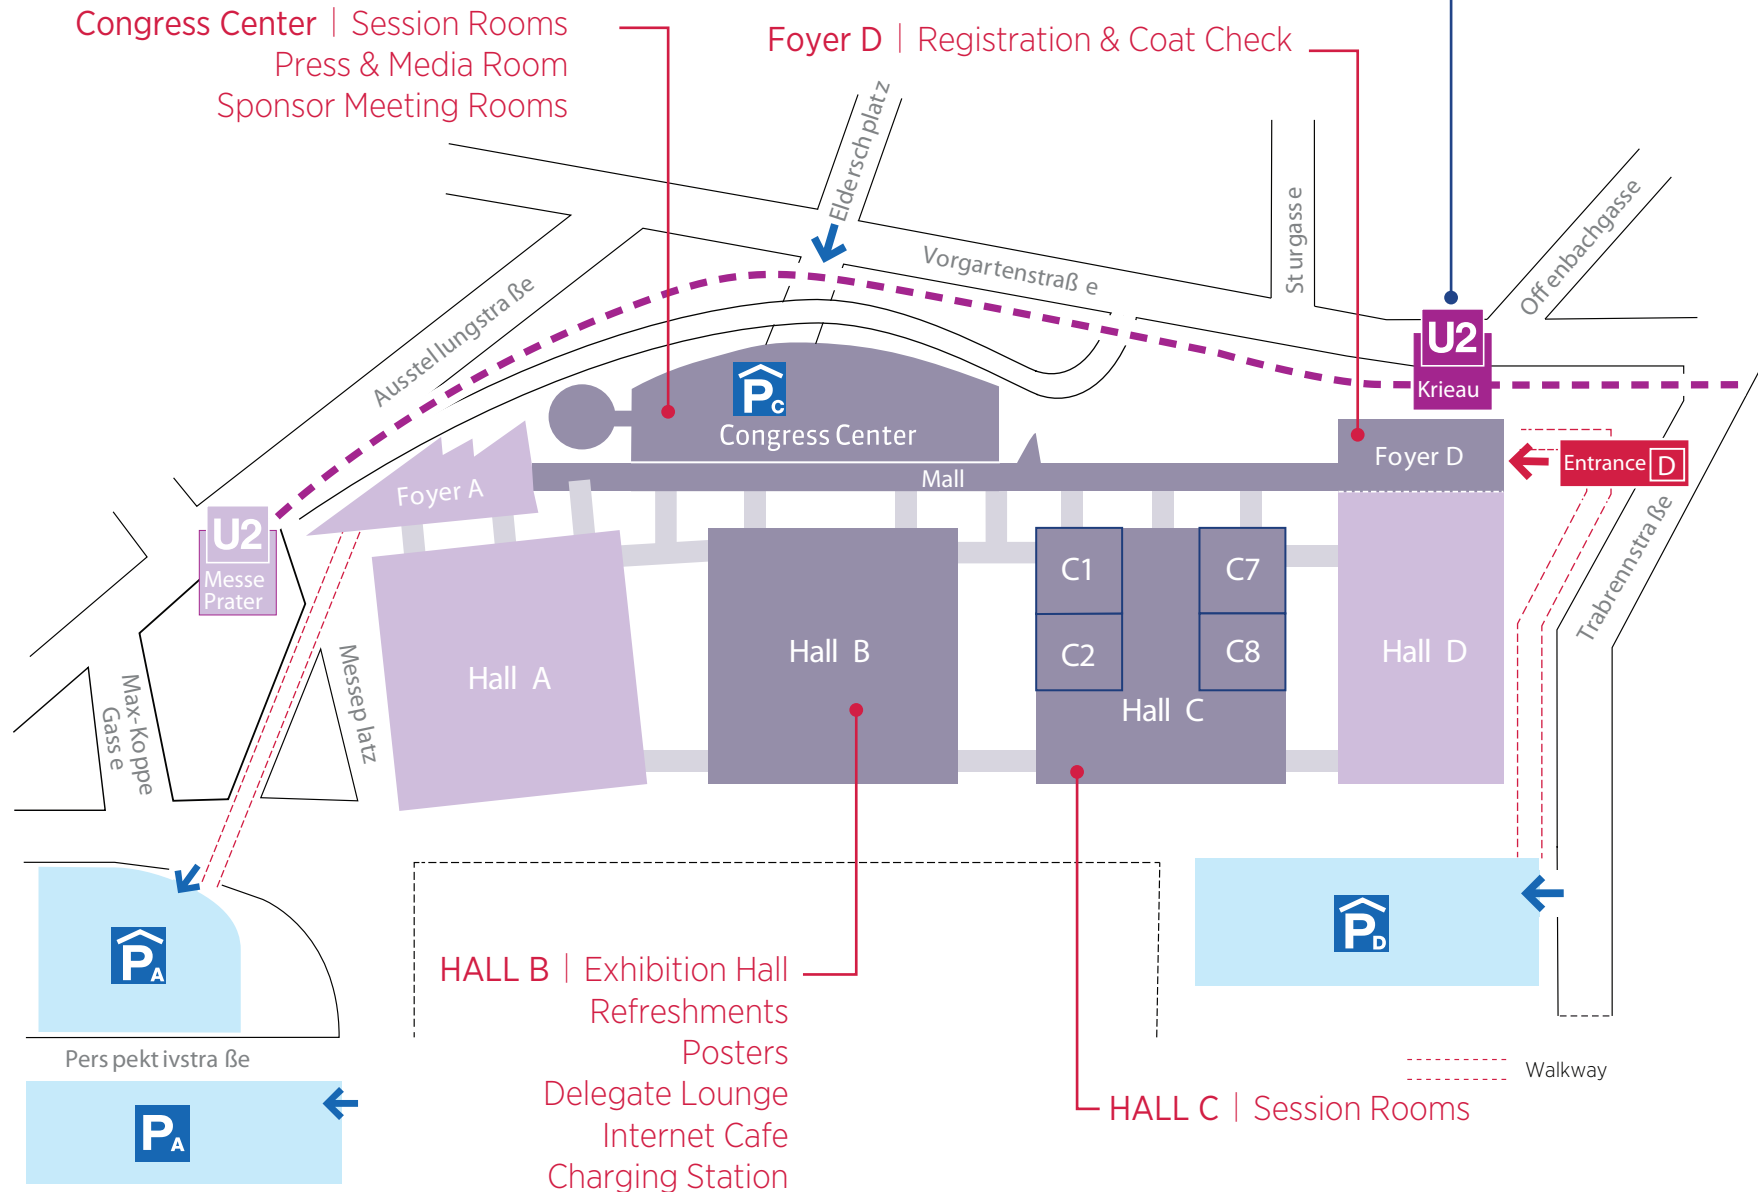 Congress Center | Session Rooms
Press & Media Room
Sponsor Meeting Rooms
Foyer D | Registration & Coat Check
Elderschplatz
Vorgartenstraße
Sturgasse
Offenbachgasse
Ausstellungstraße
U2
Krieau
P C
Congress Center
Foyer D
Entrance D
Mall
Foyer A
U2
Messe
Prater
C1
C7
C2
C8
Hall A
Hall B
Hall C
Hall D
Trabrennstraße
Max-Koppe
Gasse
Messeplatz
P A
P D
HALL B | Exhibition Hall
Refreshments
Posters
Delegate Lounge
Internet Cafe
Charging Station
Perspektivstraße
P A
Walkway
HALL C | Session Rooms